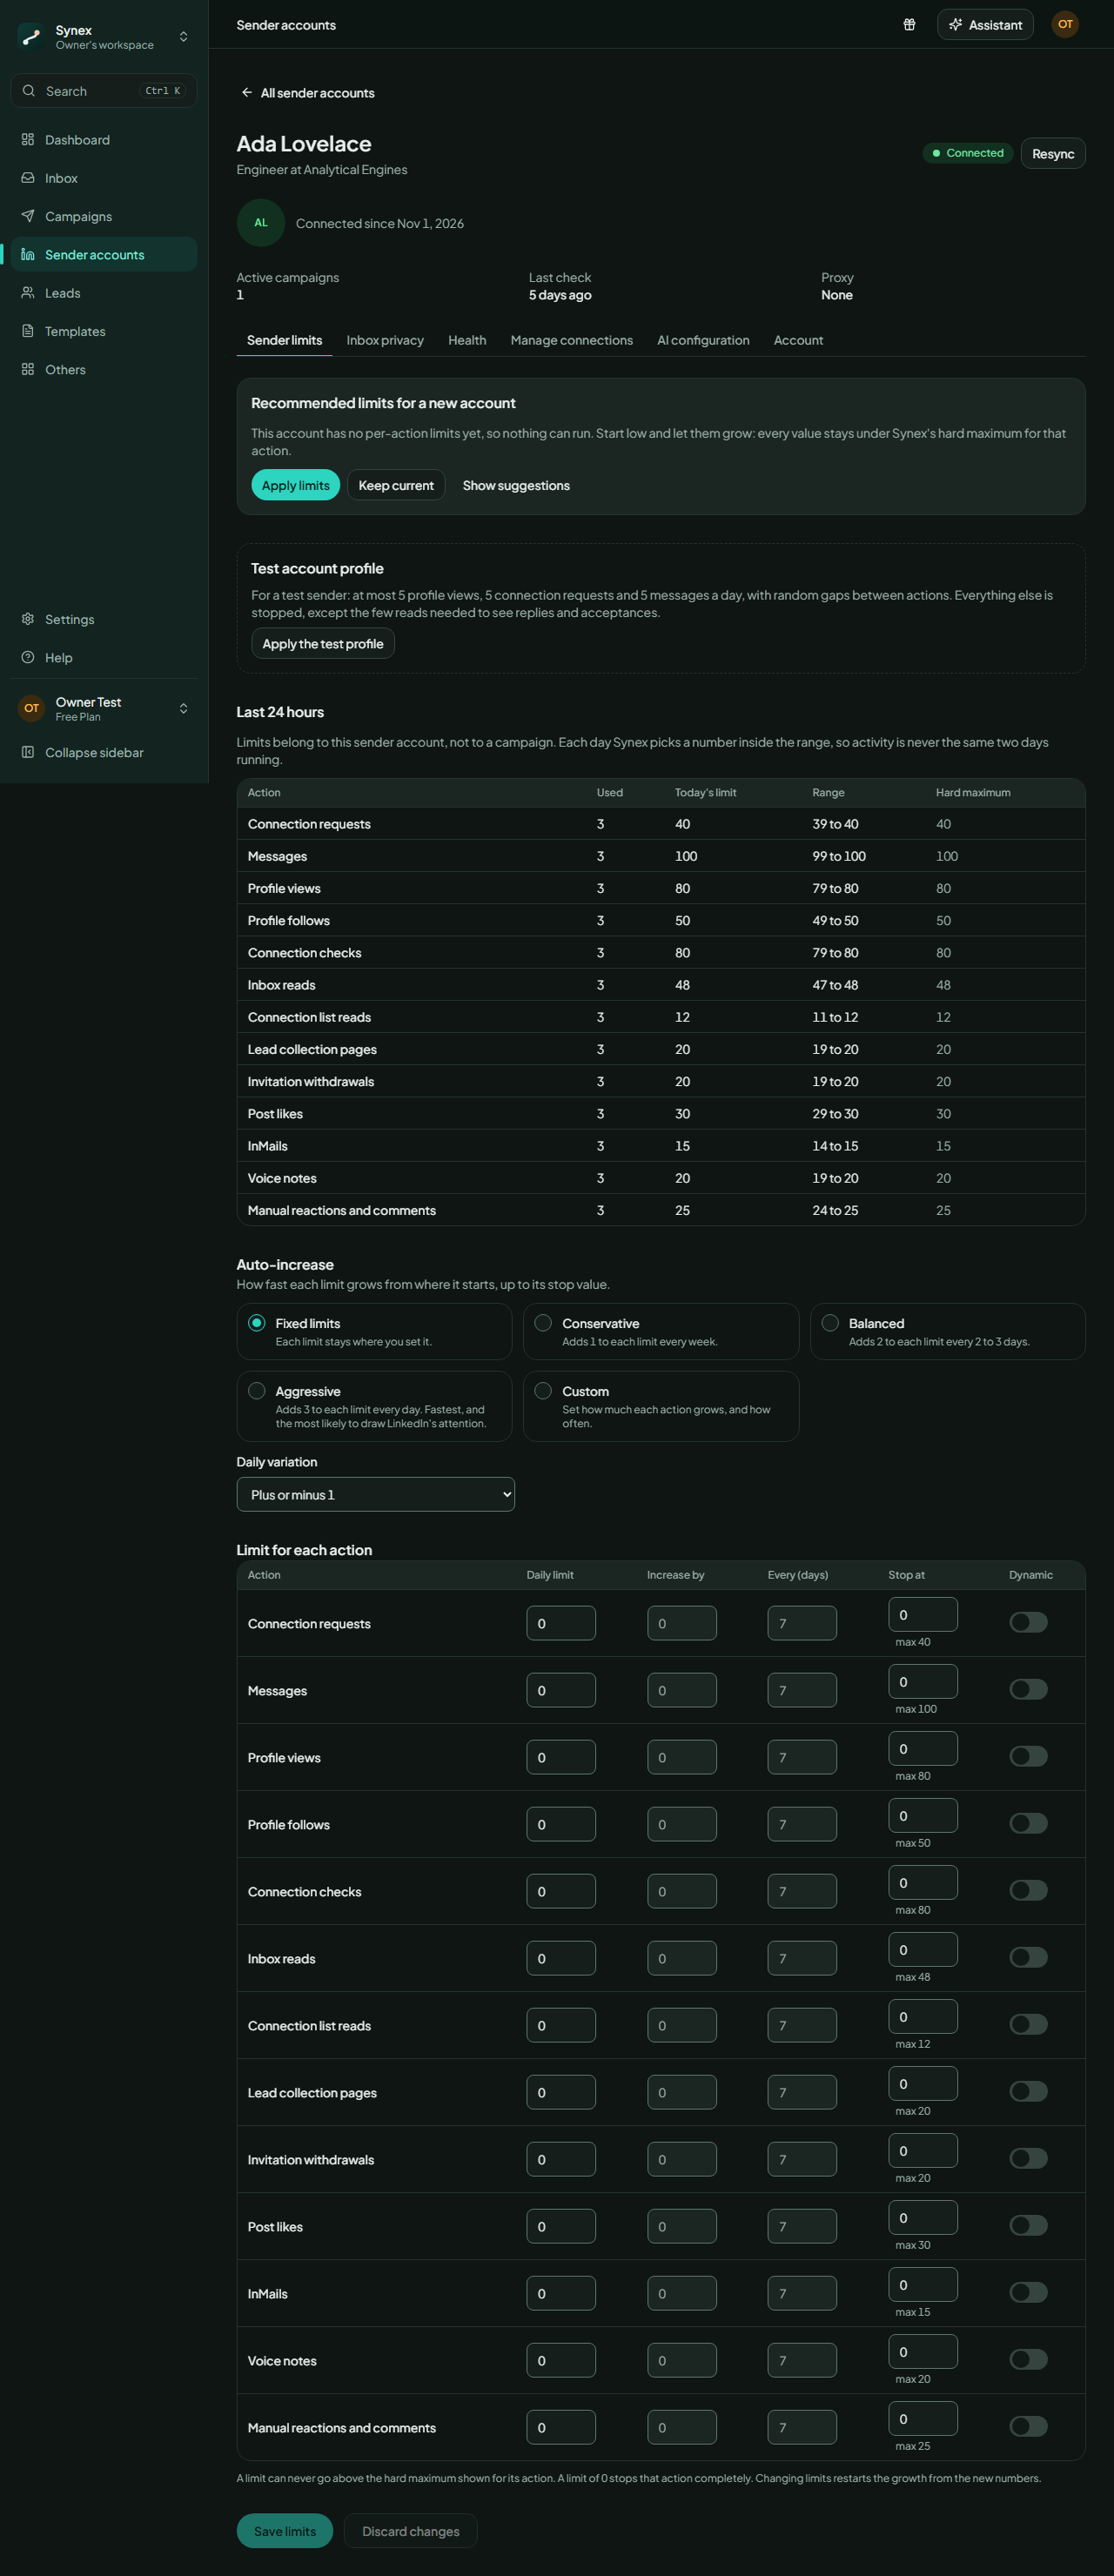 Synex
Owner's workspace
Search
Ctrl K
Dashboard
Inbox
Campaigns
Sender accounts
Leads
Templates
Others
Settings
Help
OT
Owner Test
Free Plan
Collapse sidebar
Sender accounts
Assistant
OT
All sender accounts
Ada Lovelace
Engineer at Analytical Engines
Connected
Resync
AL
Connected since Nov 1, 2026
Active campaigns
1
Last check
5 days ago
Proxy
None
Sender limits
Inbox privacy
Health
Manage connections
AI configuration
Account
Recommended limits for a new account
This account has no per-action limits yet, so nothing can run. Start low and let them grow: every value stays under Synex's hard maximum for that
action.
Apply limits
Keep current
Show suggestions
Test account profile
For a test sender: at most 5 profile views, 5 connection requests and 5 messages a day, with random gaps between actions. Everything else is
stopped, except the few reads needed to see replies and acceptances.
Apply the test profile
Last 24 hours
Limits belong to this sender account, not to a campaign. Each day Synex picks a number inside the range, so activity is never the same two days
running.
Action Used Today's limit Range Hard maximum
Connection requests 3 40 39 to 40 40
Messages 3 100 99 to 100 100
Profile views 3 80 79 to 80 80
Profile follows 3 50 49 to 50 50
Connection checks 3 80 79 to 80 80
Inbox reads 3 48 47 to 48 48
Connection list reads 3 12 11 to 12 12
Lead collection pages 3 20 19 to 20 20
Invitation withdrawals 3 20 19 to 20 20
Post likes 3 30 29 to 30 30
InMails 3 15 14 to 15 15
Voice notes 3 20 19 to 20 20
Manual reactions and comments 3 25 24 to 25 25
Auto-increase
How fast each limit grows from where it starts, up to its stop value.
Fixed limits
Each limit stays where you set it.
Conservative
Adds 1 to each limit every week.
Balanced
Adds 2 to each limit every 2 to 3 days.
Aggressive
Adds 3 to each limit every day. Fastest, and
the most likely to draw LinkedIn's attention.
Custom
Set how much each action grows, and how
often.
Daily variation
Plus or minus 1
Limit for each action
Action Daily limit Increase by Every (days) Stop at Dynamic
Connection requests 0 0 7 0
max 40
Messages 0 0 7 0
max 100
Profile views 0 0 7 0
max 80
Profile follows 0 0 7 0
max 50
Connection checks 0 0 7 0
max 80
Inbox reads 0 0 7 0
max 48
Connection list reads 0 0 7 0
max 12
Lead collection pages 0 0 7 0
max 20
Invitation withdrawals 0 0 7 0
max 20
Post likes 0 0 7 0
max 30
InMails 0 0 7 0
max 15
Voice notes 0 0 7 0
max 20
Manual reactions and comments 0 0 7 0
max 25
A limit can never go above the hard maximum shown for its action. A limit of 0 stops that action completely. Changing limits restarts the growth from the new numbers.
Save limits
Discard changes